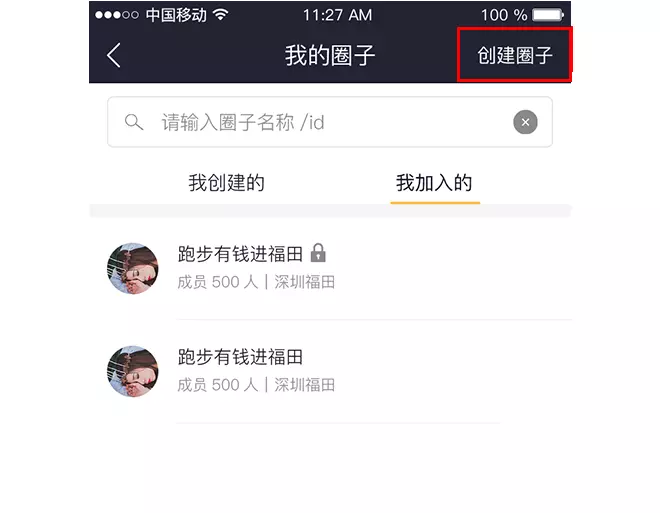 中国移动 11:27 AM 100 %
我的圈子 创建圈子
请输入圈子名称 /id
我创建的 我加入的
跑步有钱进福田
成员 500 人 | 深圳福田
跑步有钱进福田
成员 500 人 | 深圳福田